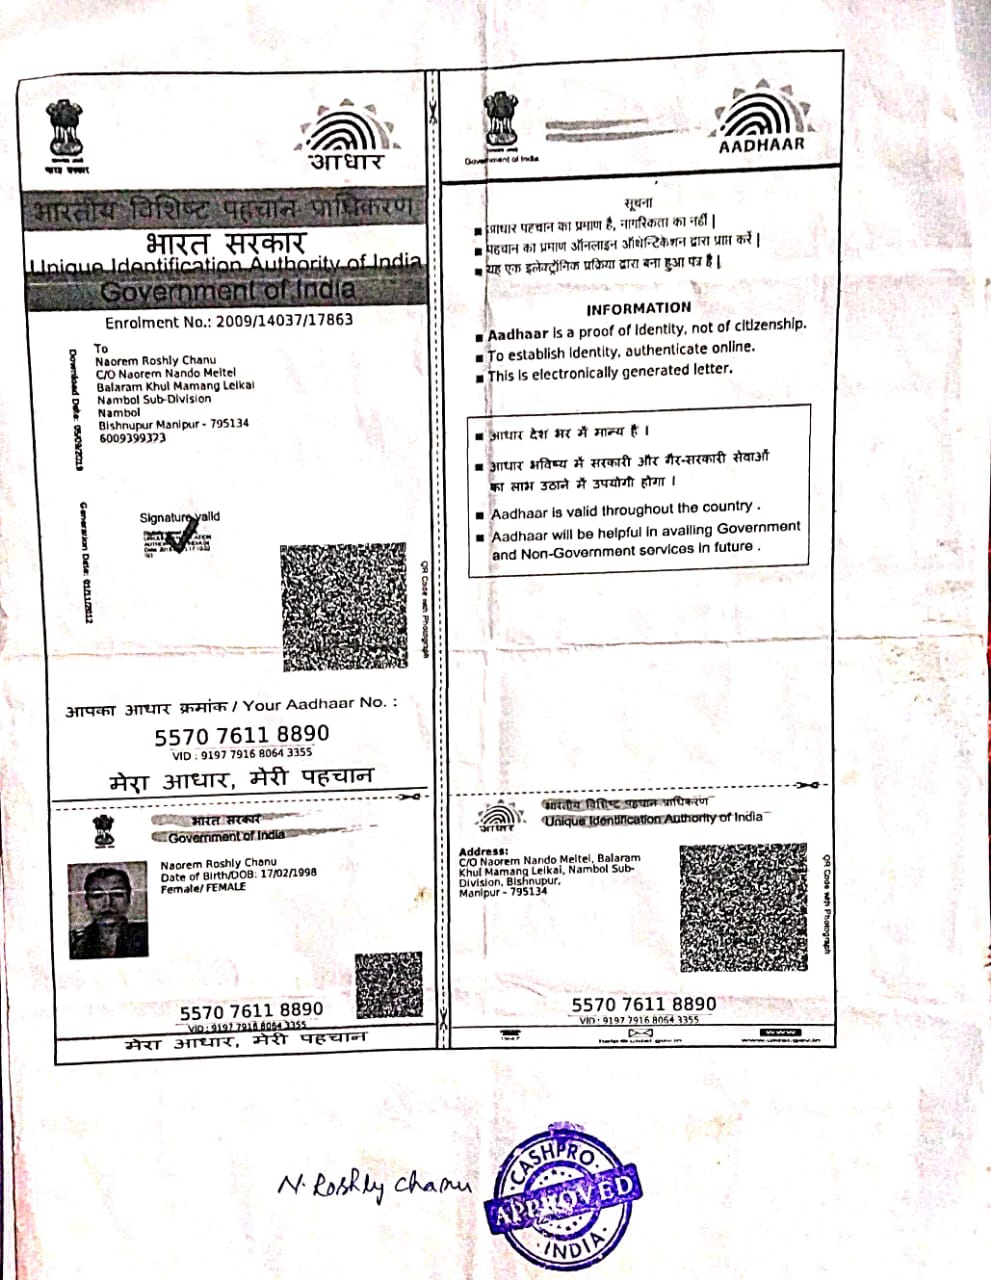 भारत सरकार
आधार
भारतीय विशिष्ट पहचान प्राधिकरण
भारत सरकार
Unique Identification Authority of India
Government of India
Enrolment No.: 2009/14037/17863
To
Naorem Roshly Chanu
C/O Naorem Nando Meitei
Balaram Khul Mamang Leikai
Nambol Sub-Division
Nambol
Bishnupur Manipur - 795134
6009399373
Download Date: 05/09/2019
Generation Date: 01/11/2012
Signature valid
QR Code with Photograph
आपका आधार क्रमांक / Your Aadhaar No. :
5570 7611 8890
VID : 9197 7916 8064 3355
मेरा आधार, मेरी पहचान
भारत सरकार
Government of India
Naorem Roshly Chanu
Date of Birth/DOB: 17/02/1998
Female/ FEMALE
5570 7611 8890
VID : 9197 7916 8064 3355
मेरा आधार, मेरी पहचान
Government of India
AADHAAR
सूचना
आधार पहचान का प्रमाण है, नागरिकता का नहीं |
पहचान का प्रमाण ऑनलाइन ऑथेन्टिकेशन द्वारा प्राप्त करें |
यह एक इलेक्ट्रॉनिक प्रक्रिया द्वारा बना हुआ पत्र है |
INFORMATION
Aadhaar is a proof of identity, not of citizenship.
To establish identity, authenticate online.
This is electronically generated letter.
आधार देश भर में मान्य है ।
आधार भविष्य में सरकारी और गैर-सरकारी सेवाओं
का लाभ उठाने में उपयोगी होगा ।
Aadhaar is valid throughout the country .
Aadhaar will be helpful in availing Government
and Non-Government services in future .
आधार
भारतीय विशिष्ट पहचान प्राधिकरण
Unique Identification Authority of India
Address:
C/O Naorem Nando Meitei, Balaram
Khul Mamang Leikai, Nambol Sub-
Division, Bishnupur,
Manipur - 795134
QR Code with Photograph
5570 7611 8890
VID : 9197 7916 8064 3355
1947
help@uidai.gov.in
www
www.uidai.gov.in
N. Roshly Chanu
CASHPRO
APPROVED
INDIA